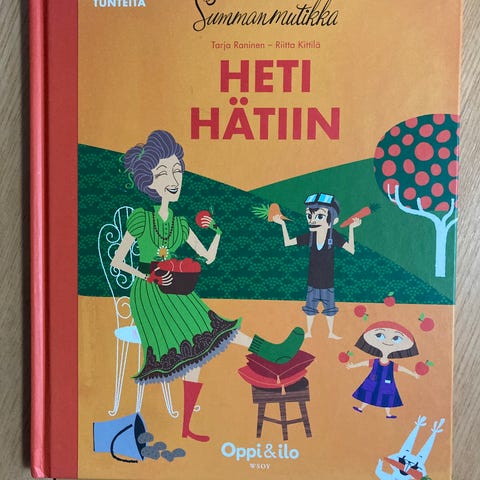 TUNTEITA
Summanmutikka
Tarja Raninen – Riitta Kittilä
HETI
HÄTIIN
Oppi&ilo
WSOY